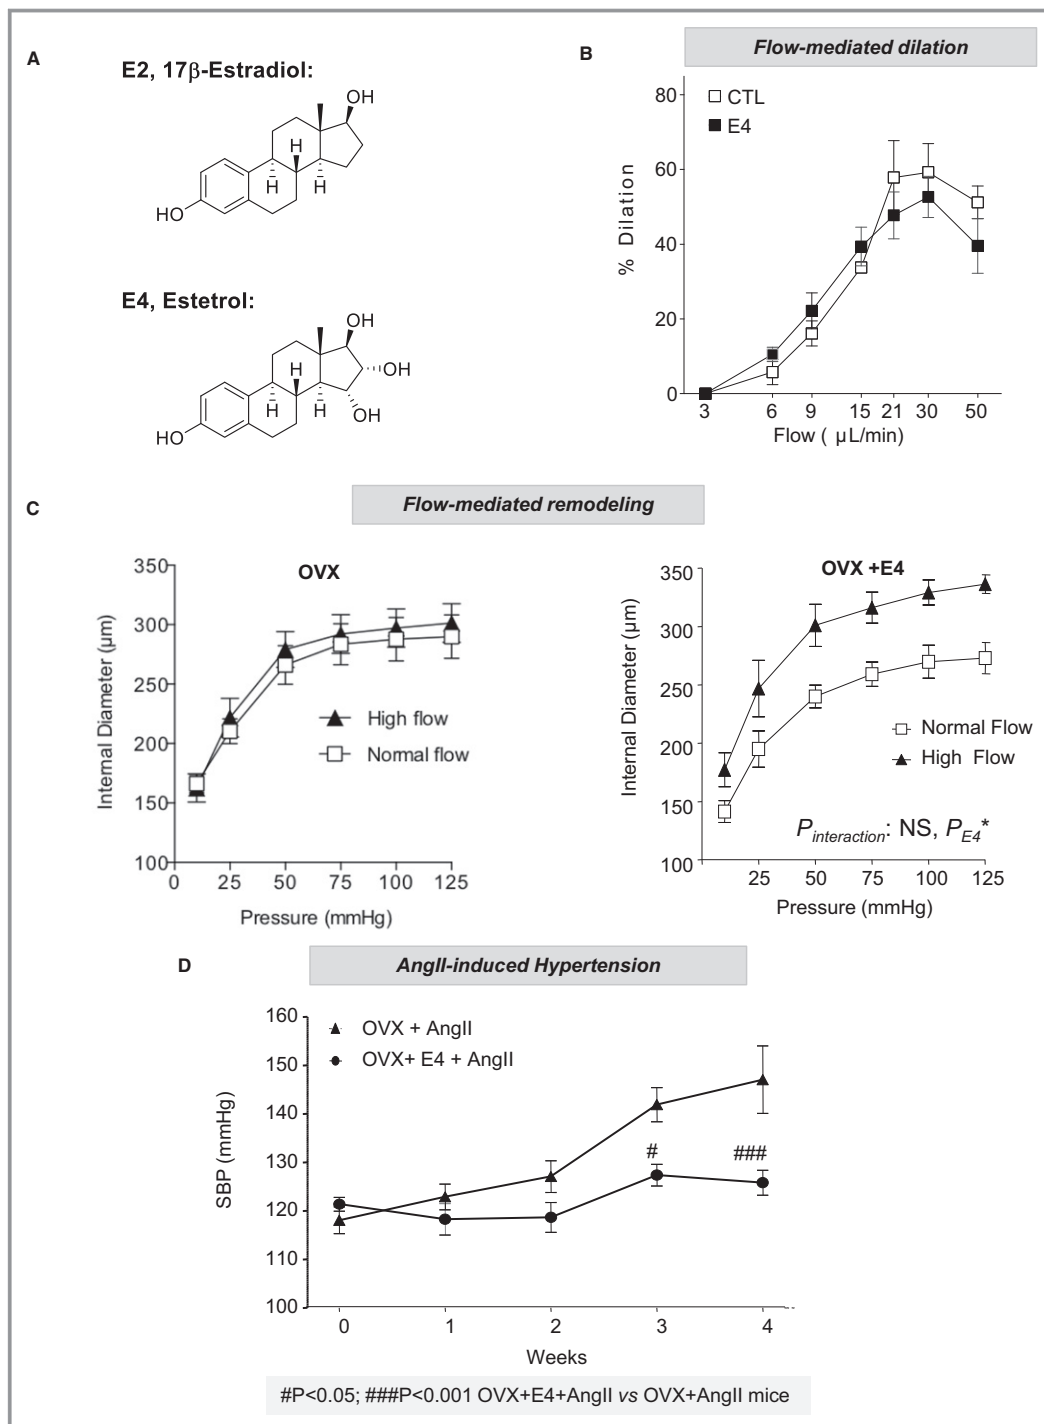 A
E2, 17β-Estradiol:
OH
H
H
H
HO
E4, Estetrol:
OH
OH
OH
H
H
H
HO
B
Flow-mediated dilation
CTL
E4
% Dilation
80
60
40
20
0
3 6 9 15 21 30 50
Flow ( µL/min)
C
Flow-mediated remodeling
OVX
Internal Diameter (µm)
350
300
250
200
150
100
High flow
Normal flow
0 25 50 75 100 125
Pressure (mmHg)
OVX +E4
Internal Diameter (µm)
350
300
250
200
150
100
Normal Flow
High Flow
Pinteraction: NS, PE4*
25 50 75 100 125
Pressure (mmHg)
D
AngII-induced Hypertension
SBP (mmHg)
160
150
140
130
120
110
100
OVX + AngII
OVX+ E4 + AngII
# ###
0 1 2 3 4
Weeks
#P<0.05; ###P<0.001 OVX+E4+AngII vs OVX+AngII mice